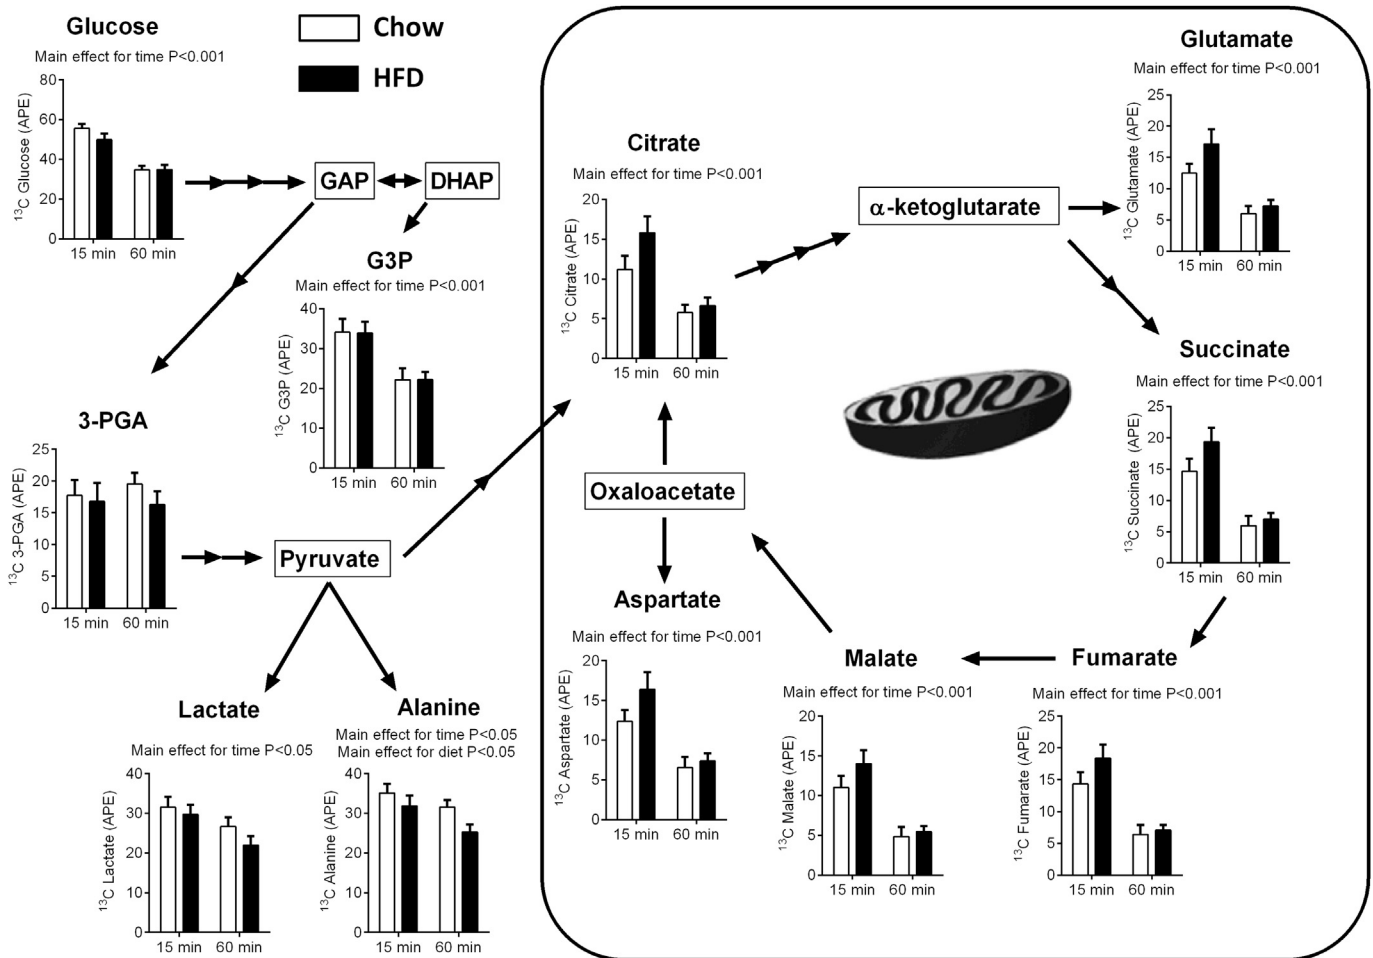 Glucose
Main effect for time P<0.001
80
60
40
20
0
¹³C Glucose (APE)
15 min 60 min
Chow
HFD
GAP
DHAP
G3P
Main effect for time P<0.001
40
30
20
10
0
¹³C G3P (APE)
15 min 60 min
3-PGA
25
20
15
10
5
0
¹³C 3-PGA (APE)
15 min 60 min
Pyruvate
Lactate
Main effect for time P<0.05
40
30
20
10
0
¹³C Lactate (APE)
15 min 60 min
Alanine
Main effect for time P<0.05
Main effect for diet P<0.05
40
30
20
10
0
¹³C Alanine (APE)
15 min 60 min
Citrate
Main effect for time P<0.001
20
15
10
5
0
¹³C Citrate (APE)
15 min 60 min
α-ketoglutarate
Glutamate
Main effect for time P<0.001
25
20
15
10
5
0
¹³C Glutamate (APE)
15 min 60 min
Succinate
Main effect for time P<0.001
25
20
15
10
5
0
¹³C Succinate (APE)
15 min 60 min
Oxaloacetate
Aspartate
Main effect for time P<0.001
20
15
10
5
0
¹³C Aspartate (APE)
15 min 60 min
Malate
Main effect for time P<0.001
20
15
10
5
0
¹³C Malate (APE)
15 min 60 min
Fumarate
Main effect for time P<0.001
25
20
15
10
5
0
¹³C Fumarate (APE)
15 min 60 min